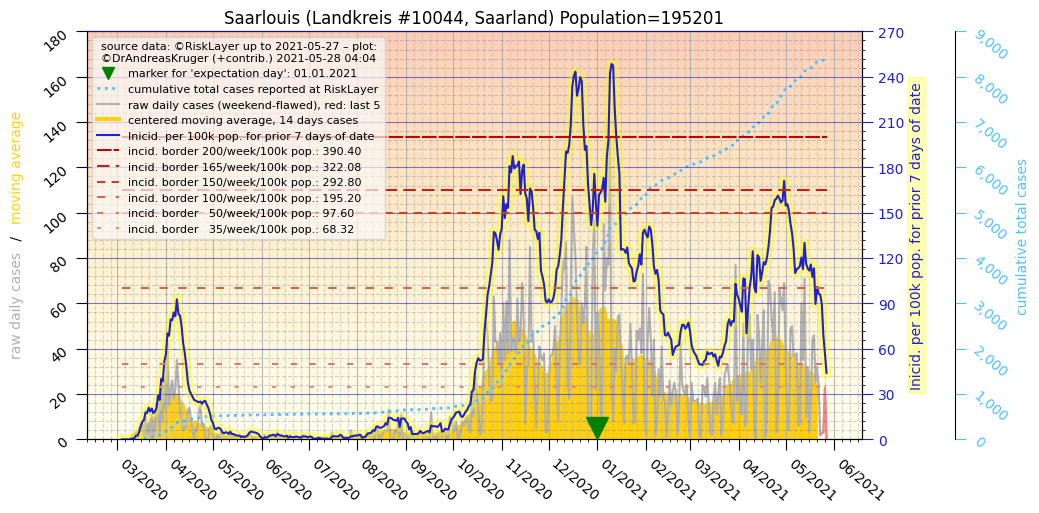 Saarlouis (Landkreis #10044, Saarland) Population=195201
source data: ©RiskLayer up to 2021-05-27 – plot:
©DrAndreasKruger (+contrib.) 2021-05-28 04:04
marker for 'expectation day': 01.01.2021
cumulative total cases reported at RiskLayer
raw daily cases (weekend-flawed), red: last 5
centered moving average, 14 days cases
Inicid. per 100k pop. for prior 7 days of date
incid. border 200/week/100k pop.: 390.40
incid. border 165/week/100k pop.: 322.08
incid. border 150/week/100k pop.: 292.80
incid. border 100/week/100k pop.: 195.20
incid. border   50/week/100k pop.: 97.60
incid. border   35/week/100k pop.: 68.32
raw daily cases / moving average
180
160
140
120
100
80
60
40
20
0
270
240
210
180
150
120
90
60
30
0
Inicid. per 100k pop. for prior 7 days of date
9,000
8,000
7,000
6,000
5,000
4,000
3,000
2,000
1,000
0
cumulative total cases
03/2020
04/2020
05/2020
06/2020
07/2020
08/2020
09/2020
10/2020
11/2020
12/2020
01/2021
02/2021
03/2021
04/2021
05/2021
06/2021